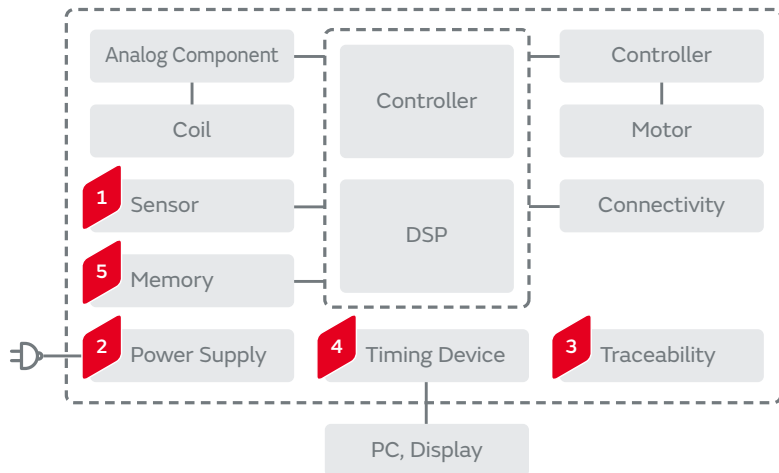 Analog Component
Controller
Controller
Coil
Motor
1
Sensor
DSP
Connectivity
5
Memory
2
Power Supply
4
Timing Device
3
Traceability
PC, Display